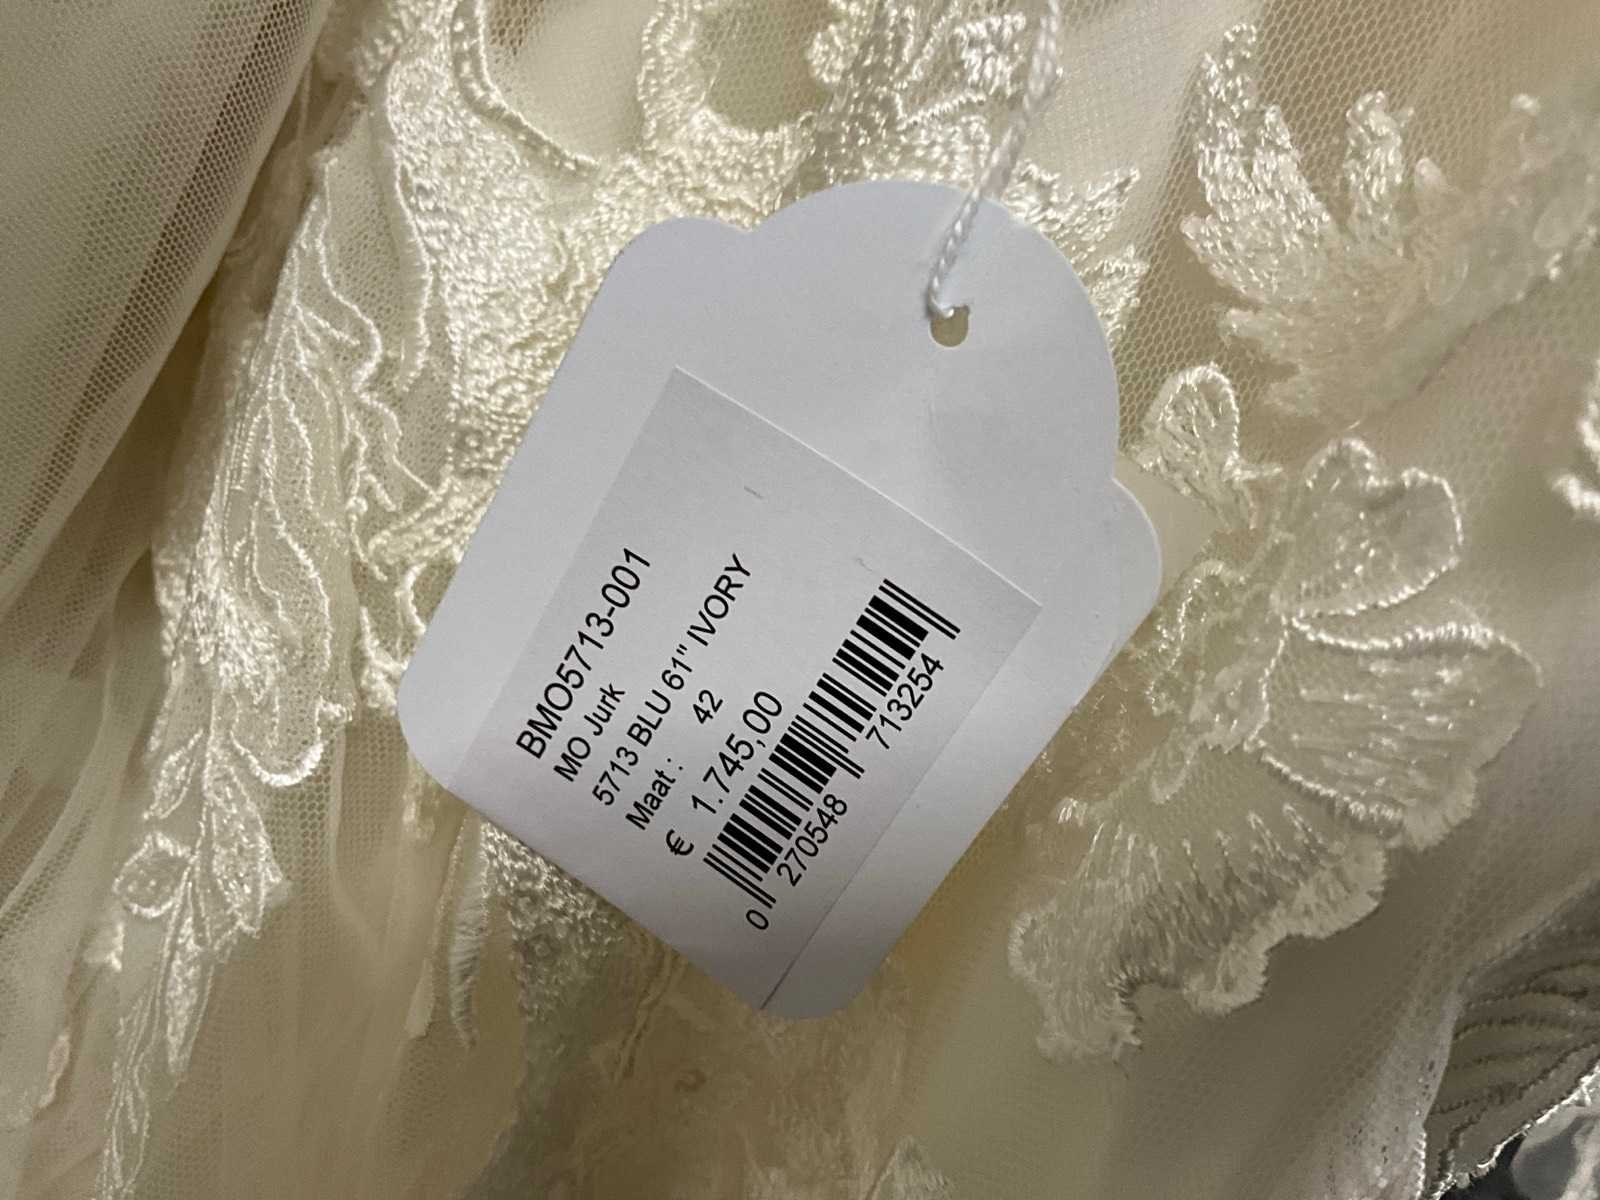 BMO5713-001
MO Jurk
5713 BLU 61" IVORY
Maat : 42
€ 1.745,00
0 270548 713254